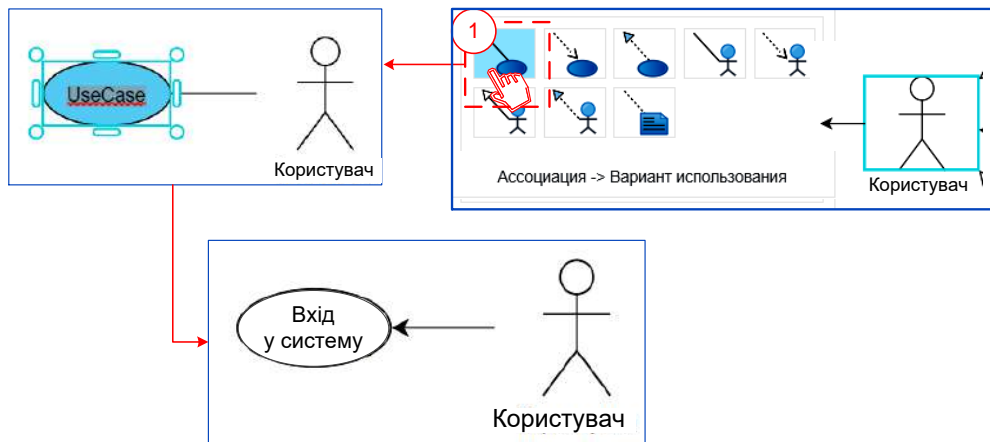 UseCase
Користувач
1
Ассоциация -> Вариант использования
Користувач
Вхід
у систему
Користувач